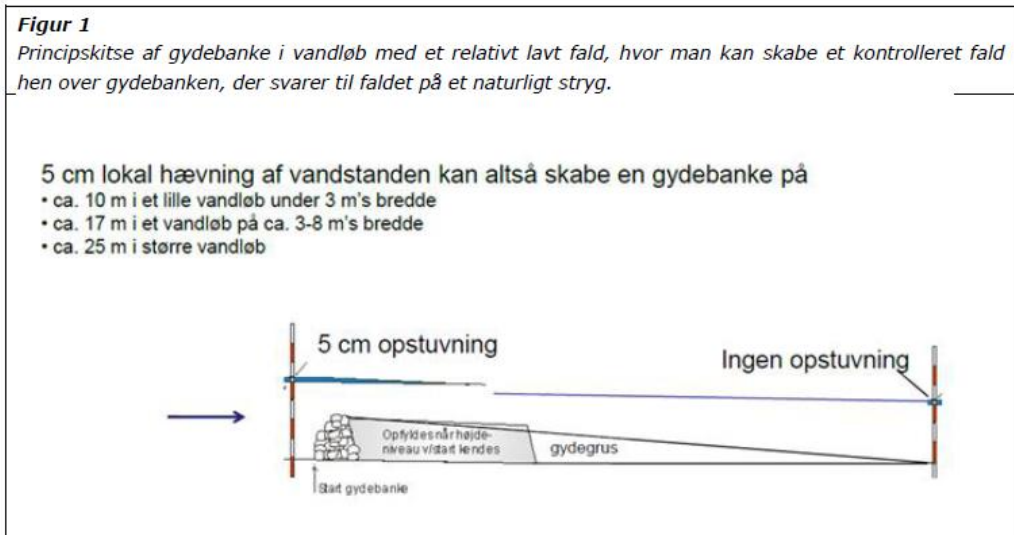 Figur 1
Principskitse af gydebanke i vandløb med et relativt lavt fald, hvor man kan skabe et kontrolleret fald
hen over gydebanken, der svarer til faldet på et naturligt stryg.
5 cm lokal hævning af vandstanden kan altså skabe en gydebanke på
• ca. 10 m i et lille vandløb under 3 m's bredde
• ca. 17 m i et vandløb på ca. 3-8 m's bredde
• ca. 25 m i større vandløb
5 cm opstuvning
Ingen opstuvning
Opfyldes når højde-
niveau v/start kendes
gydegrus
Start gydebanke